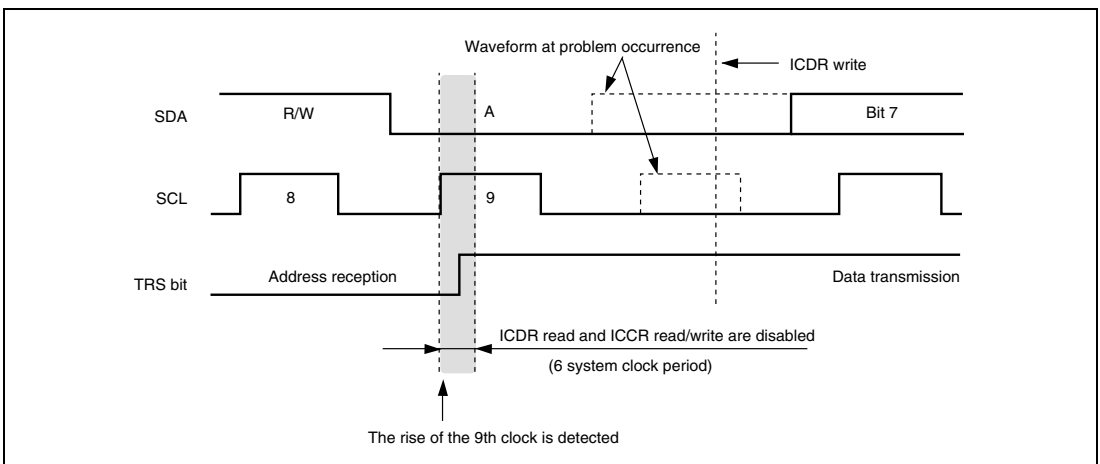 Waveform at problem occurrence
ICDR write
SDA R/W A Bit 7
SCL 8 9
TRS bit Address reception Data transmission
ICDR read and ICCR read/write are disabled
(6 system clock period)
The rise of the 9th clock is detected